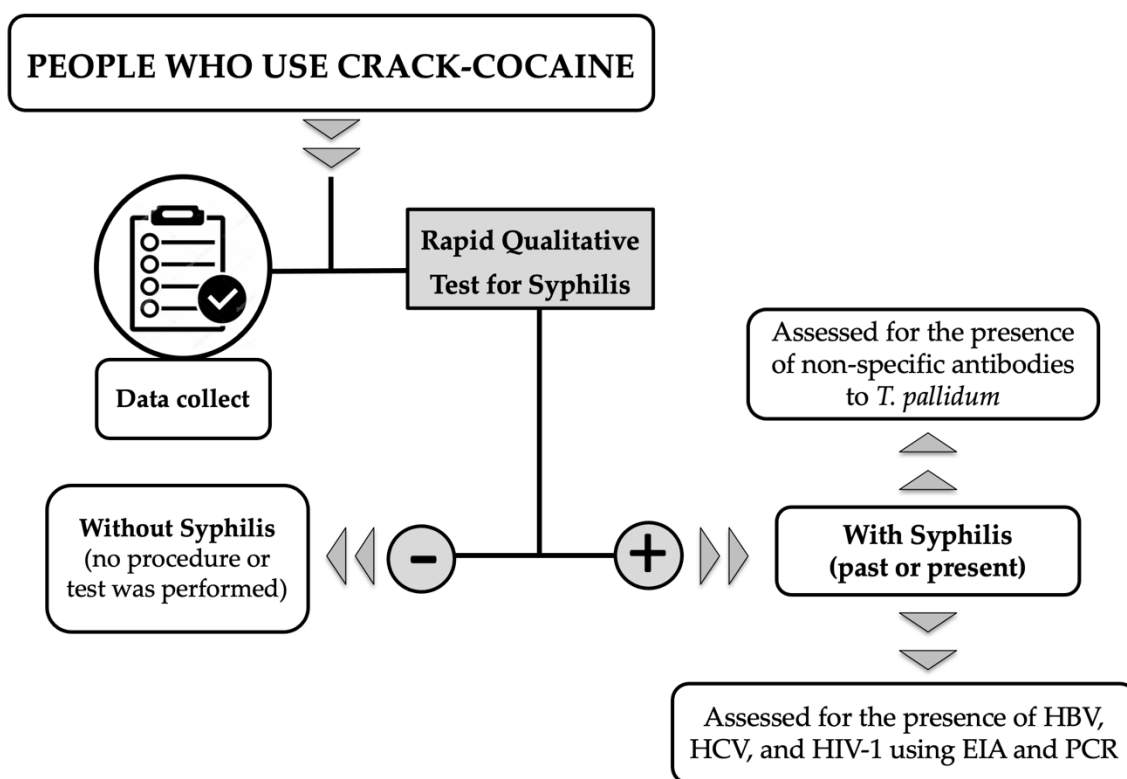 PEOPLE WHO USE CRACK-COCAINE
Rapid Qualitative
Test for Syphilis
Data collect
Assessed for the presence
of non-specific antibodies
to T. pallidum
Without Syphilis
(no procedure or
test was performed)
-
+
With Syphilis
(past or present)
Assessed for the presence of HBV,
HCV, and HIV-1 using EIA and PCR